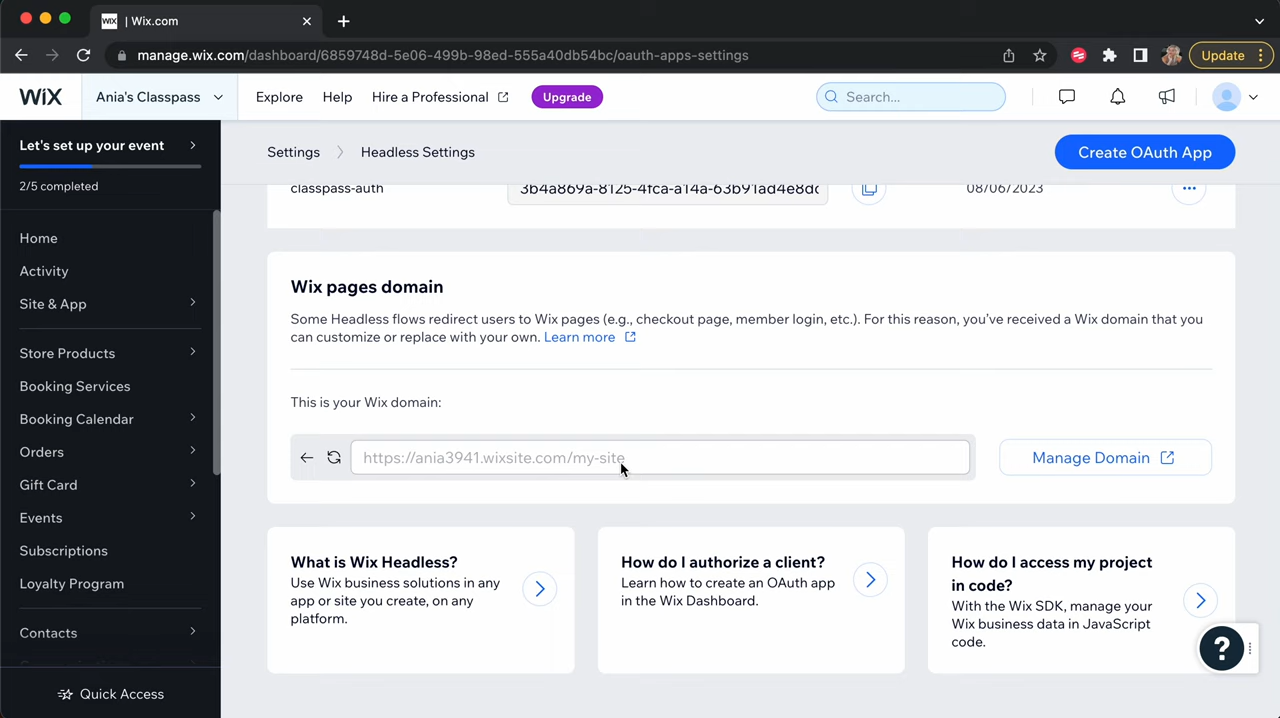 WiX | Wix.com
manage.wix.com/dashboard/6859748d-5e06-499b-98ed-555a40db54bc/oauth-apps-settings
Update
WiX
Ania's Classpass
Explore
Help
Hire a Professional
Upgrade
Search...
Let's set up your event
2/5 completed
Home
Activity
Site & App
Store Products
Booking Services
Booking Calendar
Orders
Gift Card
Events
Subscriptions
Loyalty Program
Contacts
Quick Access
Settings
Headless Settings
Create OAuth App
classpass-auth
3b4a869a-8125-4fca-a14a-63b91ad4e8dc
08/06/2023
Wix pages domain
Some Headless flows redirect users to Wix pages (e.g., checkout page, member login, etc.). For this reason, you've received a Wix domain that you
can customize or replace with your own. Learn more
This is your Wix domain:
https://ania3941.wixsite.com/my-site
Manage Domain
What is Wix Headless?
Use Wix business solutions in any
app or site you create, on any
platform.
How do I authorize a client?
Learn how to create an OAuth app
in the Wix Dashboard.
How do I access my project
in code?
With the Wix SDK, manage your
Wix business data in JavaScript
code.
?